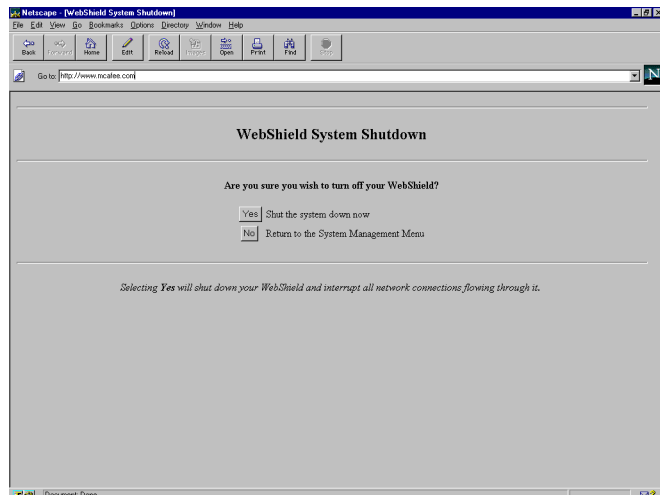 Netscape - [WebShield System Shutdown]
File Edit View Go Bookmarks Options Directory Window Help
Back Forward Home Edit Reload Images Open Print Find Stop
Go to: http://www.mcafee.com
N
WebShield System Shutdown
Are you sure you wish to turn off your WebShield?
Yes Shut the system down now
No Return to the System Management Menu
Selecting Yes will shut down your WebShield and interrupt all network connections flowing through it.
Document: Done